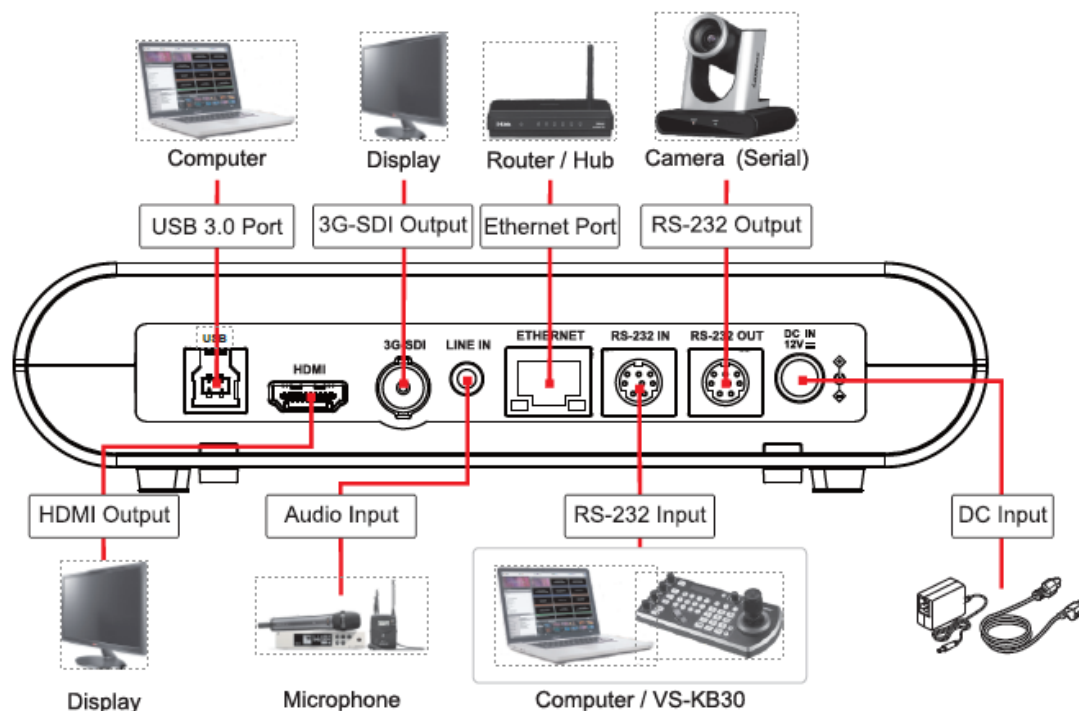 Computer
Display
Router / Hub
Camera (Serial)
USB 3.0 Port
3G-SDI Output
Ethernet Port
RS-232 Output
USB
HDMI
3G-SDI
LINE IN
ETHERNET
RS-232 IN
RS-232 OUT
DC IN
12V
HDMI Output
Audio Input
RS-232 Input
DC Input
Display
Microphone
Computer / VS-KB30